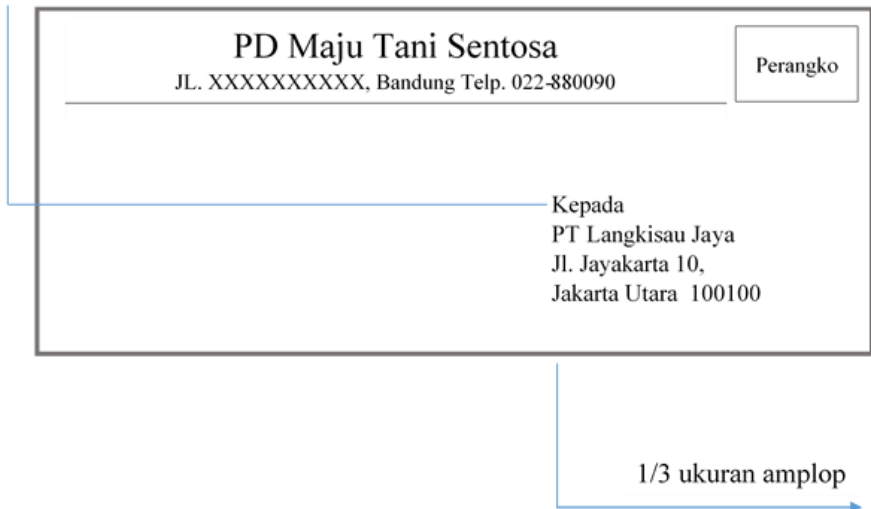 PD Maju Tani Sentosa
JL. XXXXXXXXXX, Bandung Telp. 022-880090
Perangko
Kepada
PT Langkisau Jaya
Jl. Jayakarta 10,
Jakarta Utara 100100
1/3 ukuran amplop